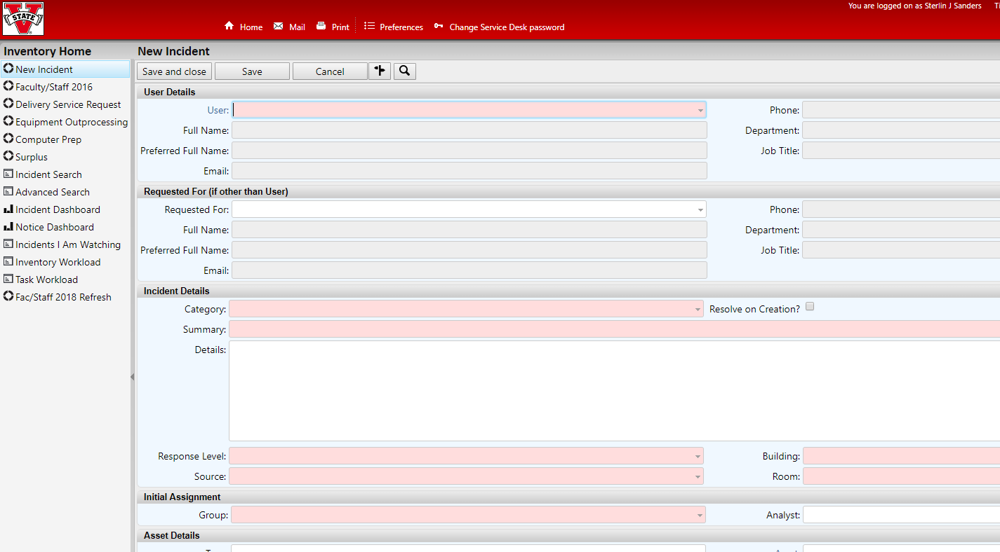 You are logged on as Sterlin J Sanders
V STATE
Home Mail Print Preferences Change Service Desk password
Inventory Home
New Incident
Faculty/Staff 2016
Delivery Service Request
Equipment Outprocessing
Computer Prep
Surplus
Incident Search
Advanced Search
Incident Dashboard
Notice Dashboard
Incidents I Am Watching
Inventory Workload
Task Workload
Fac/Staff 2018 Refresh
New Incident
Save and close Save Cancel
User Details
User: Phone:
Full Name: Department:
Preferred Full Name: Job Title:
Email:
Requested For (if other than User)
Requested For: Phone:
Full Name: Department:
Preferred Full Name: Job Title:
Email:
Incident Details
Category: Resolve on Creation?
Summary:
Details:
Response Level: Building:
Source: Room:
Initial Assignment
Group: Analyst:
Asset Details